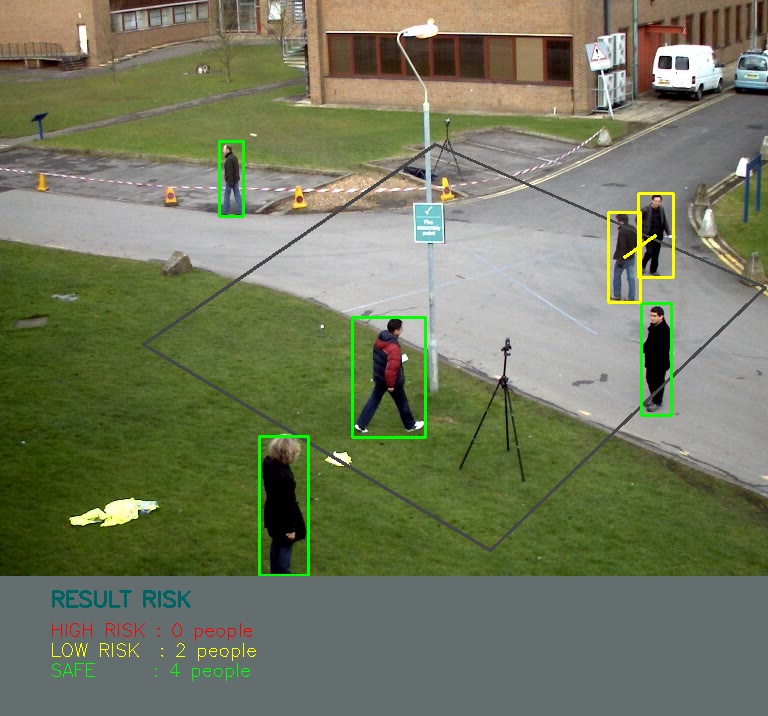 RESULT RISK
HIGH RISK : 0 people
LOW RISK : 2 people
SAFE : 4 people